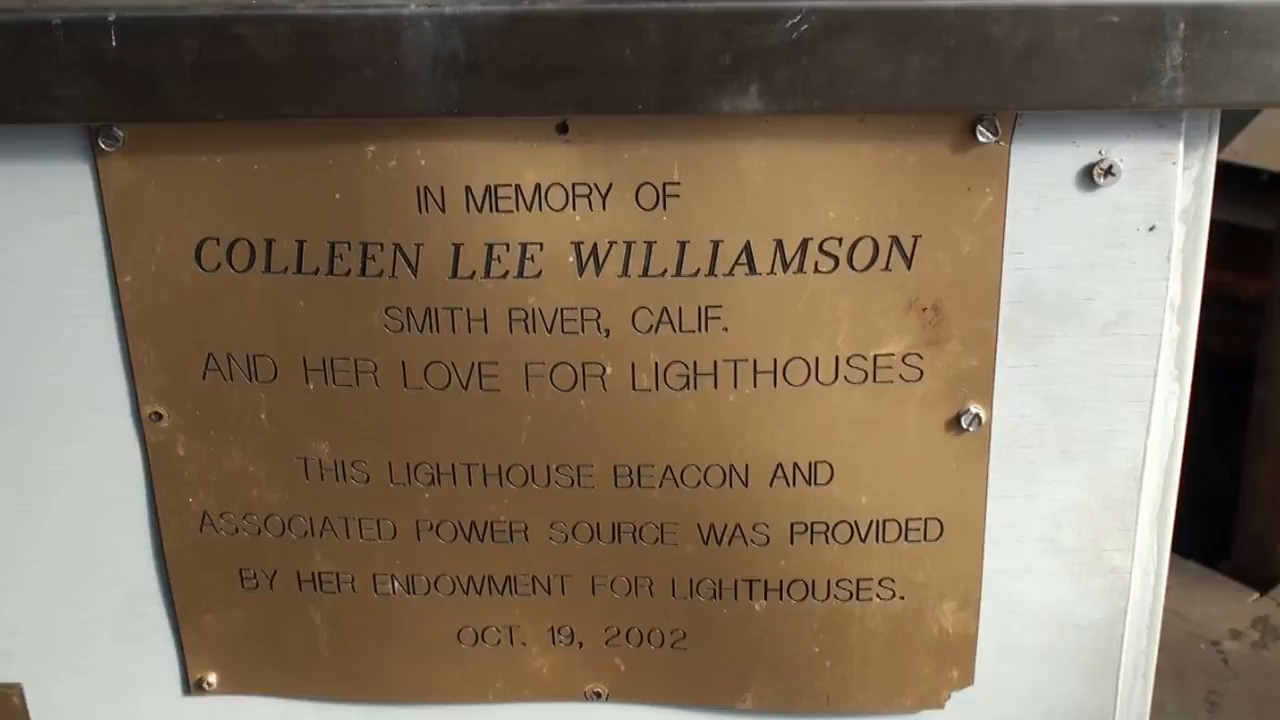 IN MEMORY OF
COLLEEN LEE WILLIAMSON
SMITH RIVER, CALIF.
AND HER LOVE FOR LIGHTHOUSES
THIS LIGHTHOUSE BEACON AND
ASSOCIATED POWER SOURCE WAS PROVIDED
BY HER ENDOWMENT FOR LIGHTHOUSES.
OCT. 19, 2002